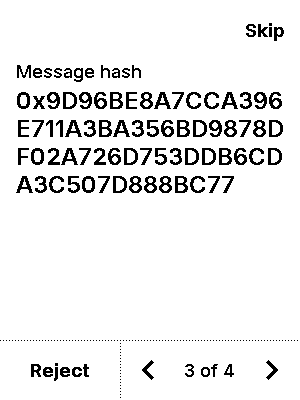 Skip
Message hash
0x9D96BE8A7CCA396
E711A3BA356BD9878D
F02A726D753DDB6CD
A3C507D888BC77
Reject
3 of 4